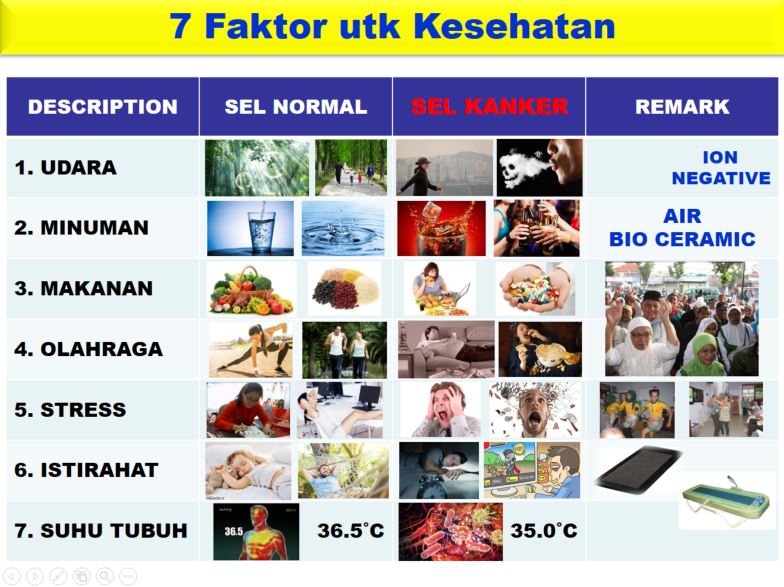 7 Faktor utk Kesehatan
DESCRIPTION SEL NORMAL SEL KANKER REMARK
1. UDARA ION
NEGATIVE
2. MINUMAN AIR
BIO CERAMIC
3. MAKANAN
4. OLAHRAGA
5. STRESS
6. ISTIRAHAT
7. SUHU TUBUH 36.5 36.5°C 35.0°C